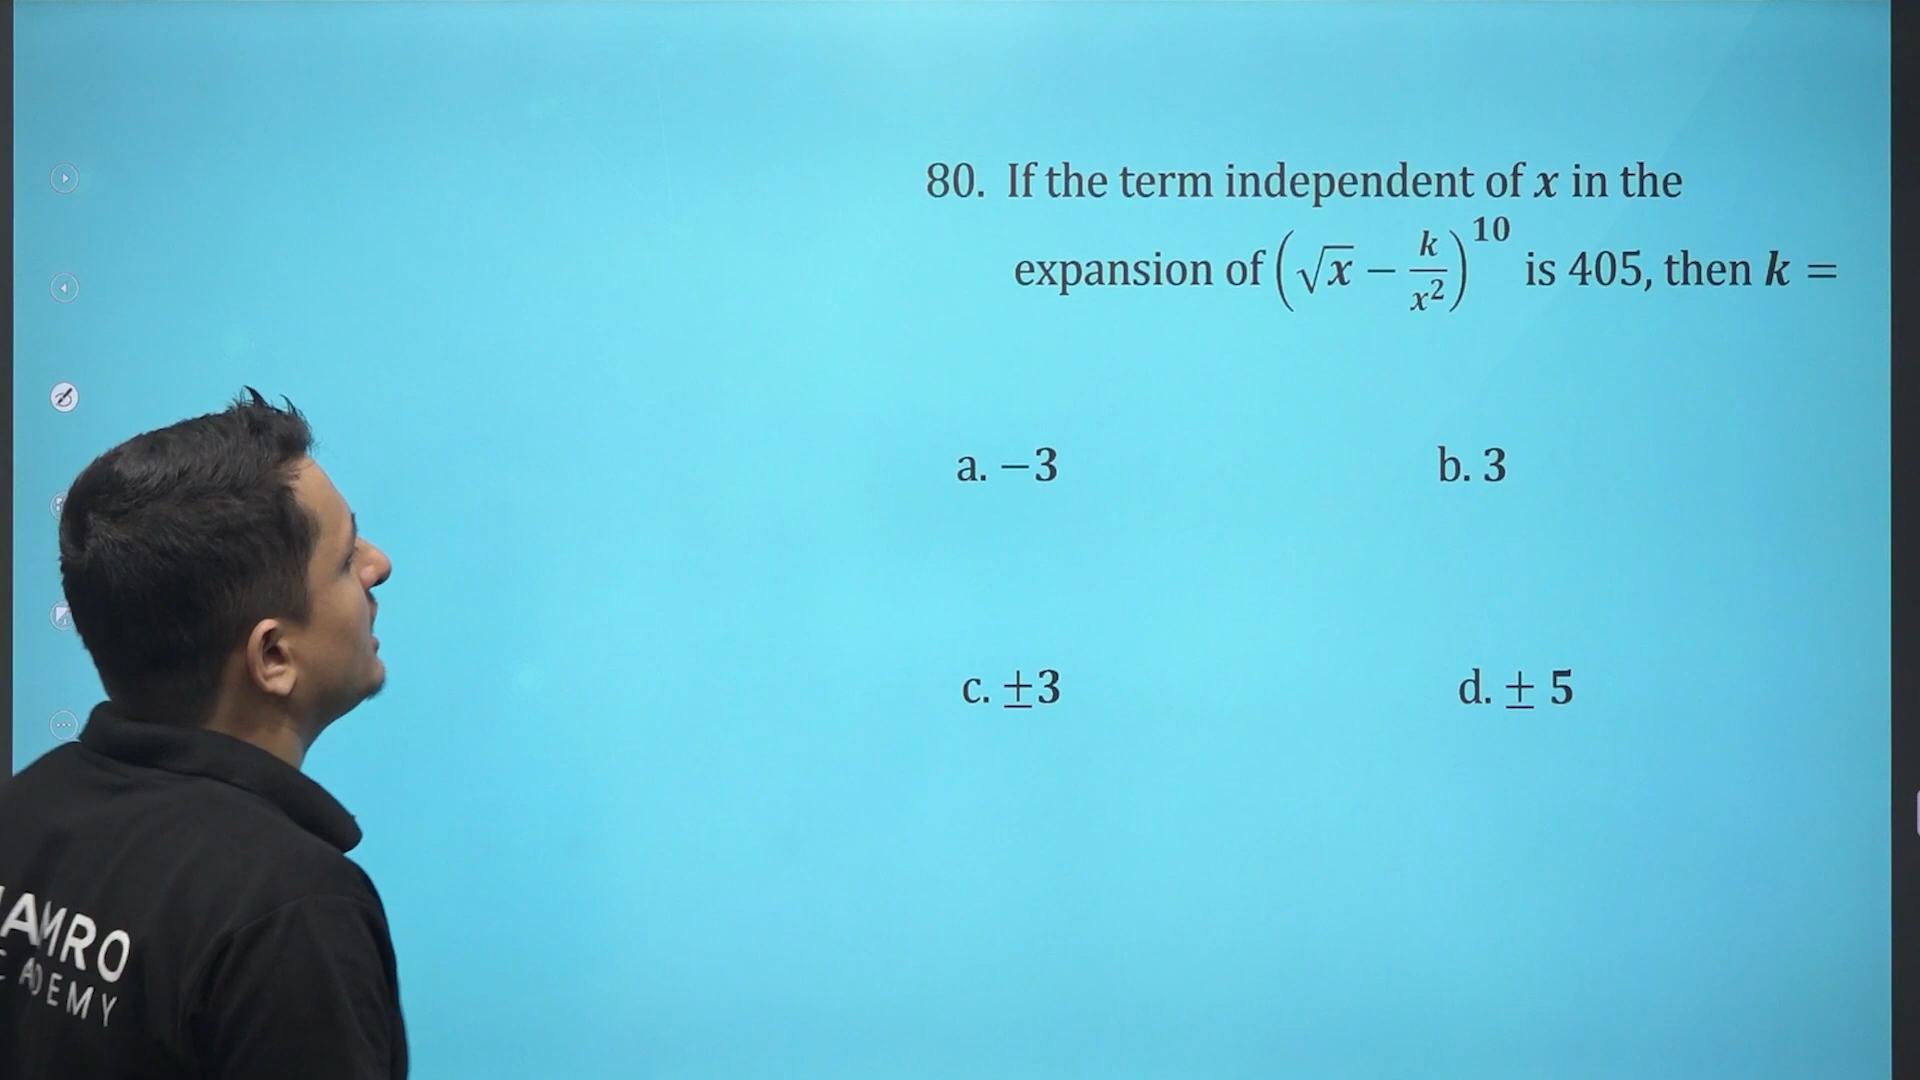 80. If the term independent of x in the
expansion of (√x − k/x²)¹⁰ is 405, then k =
a. −3
b. 3
c. ±3
d. ± 5
AMRO
ADEMY